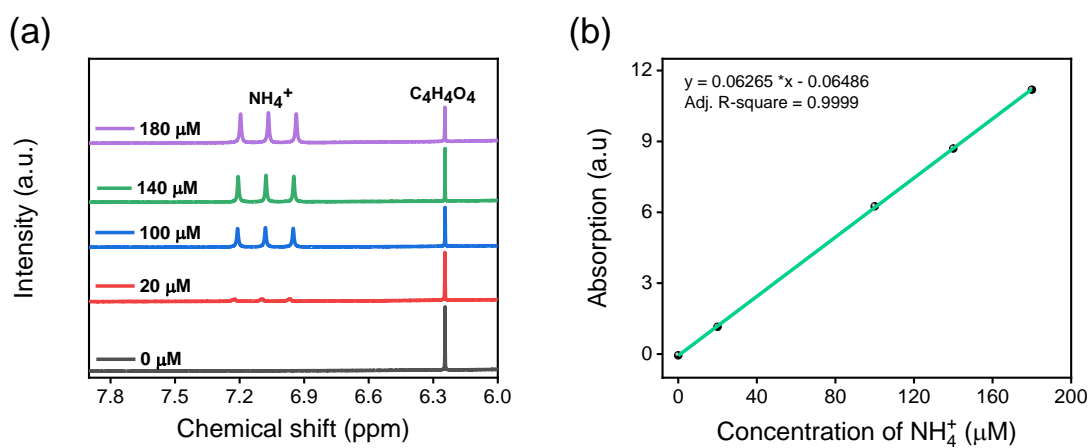 (a)
Intensity (a.u.)
NH₄⁺
C₄H₄O₄
180 μM
140 μM
100 μM
20 μM
0 μM
7.8 7.5 7.2 6.9 6.6 6.3 6.0
Chemical shift (ppm)
(b)
Absorption (a.u)
y = 0.06265 *x - 0.06486
Adj. R-square = 0.9999
12
9
6
3
0
0 40 80 120 160 200
Concentration of NH₄⁺ (μM)